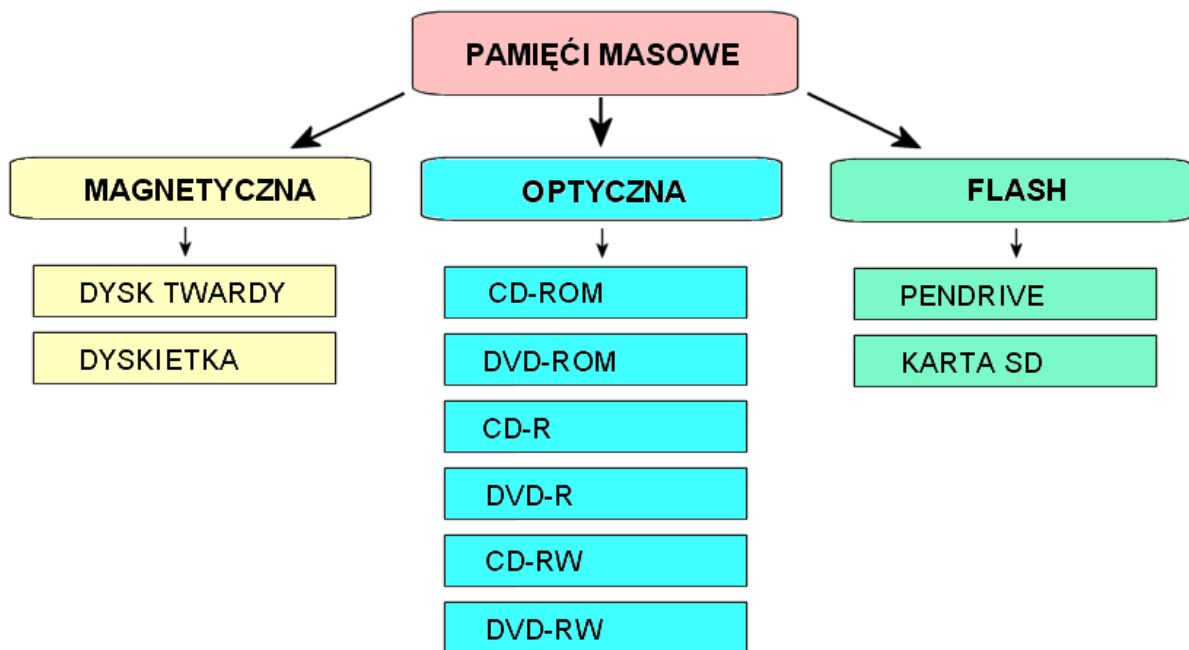 PAMIĘĆI MASOWE
MAGNETYCZNA
DYSK TWARDY
DYSKIETKA
OPTYCZNA
CD-ROM
DVD-ROM
CD-R
DVD-R
CD-RW
DVD-RW
FLASH
PENDRIVE
KARTA SD